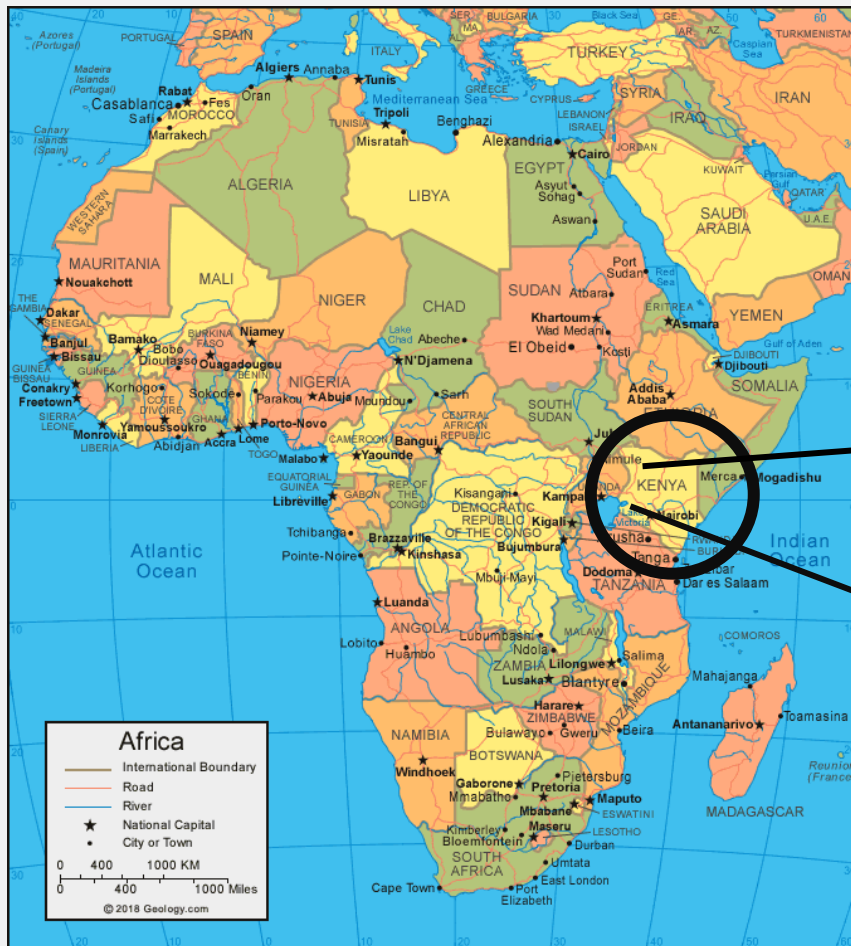 Azores
(Portugal)
PORTUGAL
SPAIN
ITALY
SER.
MA.
AL.
BULGARIA
Black Sea
GE.
AR.
AZ.
Caspian
Sea
TURKMENISTAN
TURKEY
GREECE
CYPRUS
SYRIA
LEBANON
ISRAEL
JORDAN
IRAQ
IRAN
KUWAIT
Persian
Gulf
QATAR
U.A.E.
SAUDI
ARABIA
OMAN
YEMEN
Red
Sea
Gulf of Aden
Madeira
Islands
(Portugal)
Canary
Islands
(Spain)
Mediterranean Sea
Algiers
Annaba
Tunis
Oran
Rabat
Casablanca
Fes
Safi
MOROCCO
Marrakech
TUNISIA
Tripoli
Misratah
Benghazi
Alexandria
Cairo
EGYPT
Asyut
Sohag
Aswan
ALGERIA
LIBYA
WESTERN
SAHARA
MAURITANIA
Nouakchott
MALI
NIGER
CHAD
SUDAN
Port
Sudan
Atbara
Khartoum
Wad Medani
El Obeid
Kosti
ERITREA
Asmara
DJIBOUTI
Djibouti
SOMALIA
Addis
Ababa
ETHIOPIA
THE
GAMBIA
Dakar
SENEGAL
Banjul
Bissau
GUINEA
BISSAU
GUINEA
Conakry
Freetown
SIERRA
LEONE
Monrovia
LIBERIA
Bamako
Bobo
Dioulasso
BURKINA
FASO
Ouagadougou
Niamey
BENIN
Korhogo
COTE
D'IVOIRE
Yamoussoukro
Abidjan
Sokode
GHANA
Accra
Lome
TOGO
Parakou
Porto-Novo
NIGERIA
Abuja
Lake
Chad
Abeche
N'Djamena
Moundou
Sarh
CENTRAL
AFRICAN
REPUBLIC
Bangui
CAMEROON
Yaounde
Malabo
EQUATORIAL
GUINEA
Libreville
GABON
REP. OF
THE
CONGO
SOUTH
SUDAN
Kisangani
DEMOCRATIC
REPUBLIC
OF THE CONGO
Kigali
Bujumbura
KENYA
Nairobi
Victoria
Merca
Mogadishu
Tanga
Dodoma
TANZANIA
Dar es Salaam
Indian
Ocean
Atlantic
Ocean
Tchibanga
Pointe-Noire
Brazzaville
Kinshasa
Mbuji-Mayi
Luanda
ANGOLA
Lobito
Huambo
Lubumbashi
Ndola
ZAMBIA
Lusaka
MALAWI
Lilongwe
Salima
Blantyre
MOZAMBIQUE
COMOROS
Mahajanga
Antananarivo
Toamasina
MADAGASCAR
Reunion
(France)
Harare
ZIMBABWE
Bulawayo
Gweru
Beira
NAMIBIA
Windhoek
BOTSWANA
Gaborone
Mmabatho
Pietersburg
Pretoria
Maputo
Mbabane
ESWATINI
Kimberley
Maseru
LESOTHO
Bloemfontein
Durban
SOUTH
AFRICA
Umtata
East London
Port
Elizabeth
Cape Town
Africa
International Boundary
Road
River
National Capital
City or Town
0 400 1000 KM
0 400 1000 Miles
© 2018 Geology.com